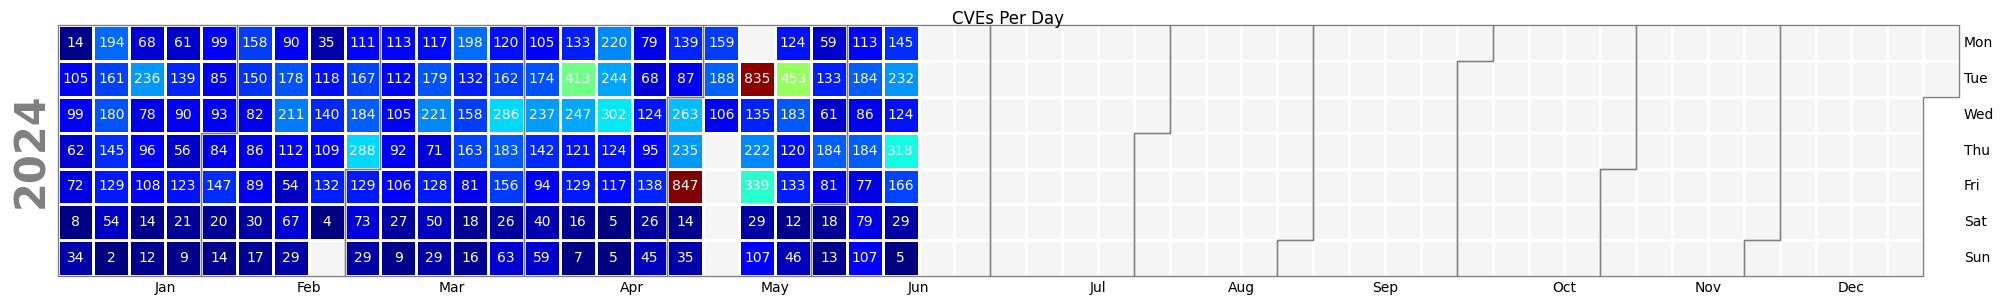 CVEs Per Day
2024
14 194 68 61 99 158 90 35 111 113 117 198 120 105 133 220 79 139 159 124 59 113 145 Mon
105 161 236 139 85 150 178 118 167 112 179 132 162 174 413 244 68 87 188 835 453 133 184 232 Tue
99 180 78 90 93 82 211 140 184 105 221 158 286 237 247 302 124 263 106 135 183 61 86 124 Wed
62 145 96 56 84 86 112 109 288 92 71 163 183 142 121 124 95 235 222 120 184 184 318 Thu
72 129 108 123 147 89 54 132 129 106 128 81 156 94 129 117 138 847 339 133 81 77 166 Fri
8 54 14 21 20 30 67 4 73 27 50 18 26 40 16 5 26 14 29 12 18 79 29 Sat
34 2 12 9 14 17 29 29 9 29 16 63 59 7 5 45 35 107 46 13 107 5 Sun
Jan Feb Mar Apr May Jun Jul Aug Sep Oct Nov Dec